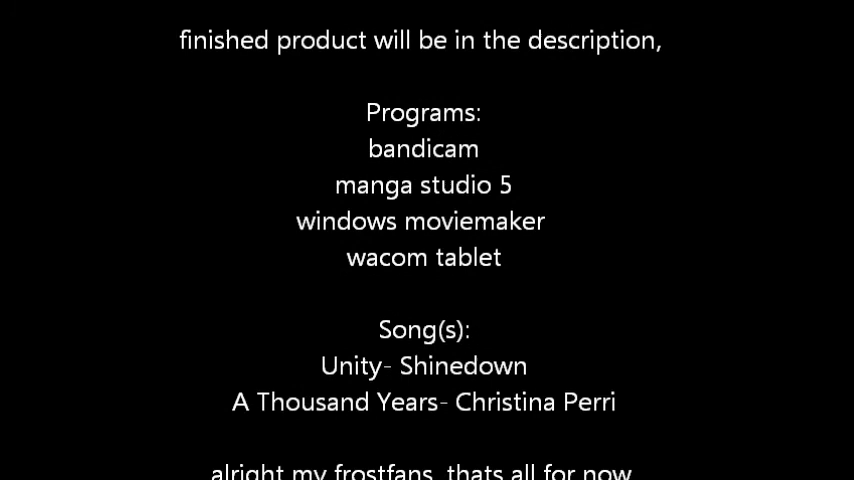 finished product will be in the description,
Programs:
bandicam
manga studio 5
windows moviemaker
wacom tablet
Song(s):
Unity- Shinedown
A Thousand Years- Christina Perri
alright my frostfans, thats all for now